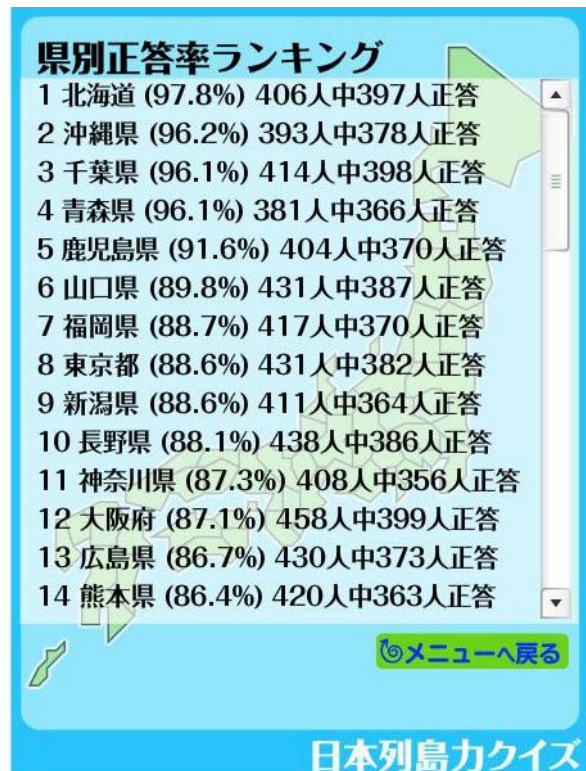 県別正答率ランキング
1 北海道 (97.8%) 406人中397人正答
2 沖縄県 (96.2%) 393人中378人正答
3 千葉県 (96.1%) 414人中398人正答
4 青森県 (96.1%) 381人中366人正答
5 鹿児島県 (91.6%) 404人中370人正答
6 山口県 (89.8%) 431人中387人正答
7 福岡県 (88.7%) 417人中370人正答
8 東京都 (88.6%) 431人中382人正答
9 新潟県 (88.6%) 411人中364人正答
10 長野県 (88.1%) 438人中386人正答
11 神奈川県 (87.3%) 408人中356人正答
12 大阪府 (87.1%) 458人中399人正答
13 広島県 (86.7%) 430人中373人正答
14 熊本県 (86.4%) 420人中363人正答
メニューへ戻る
日本列島力クイズ